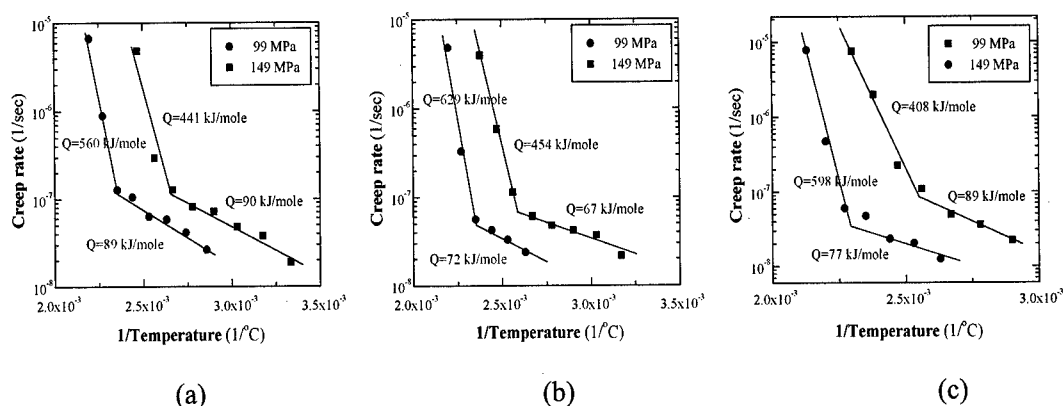 10⁻⁵
10⁻⁶
10⁻⁷
10⁻⁸
Creep rate (1/sec)
99 MPa
149 MPa
Q=441 kJ/mole
Q=560 kJ/mole
Q=90 kJ/mole
Q=89 kJ/mole
2.0x10⁻³ 2.5x10⁻³ 3.0x10⁻³ 3.5x10⁻³
1/Temperature (1/°C)
(a)
10⁻⁵
10⁻⁶
10⁻⁷
10⁻⁸
Creep rate (1/sec)
99 MPa
149 MPa
Q=629 kJ/mole
Q=454 kJ/mole
Q=67 kJ/mole
Q=72 kJ/mole
2.0x10⁻³ 2.5x10⁻³ 3.0x10⁻³ 3.5x10⁻³
1/Temperature (1/°C)
(b)
10⁻⁵
10⁻⁶
10⁻⁷
10⁻⁸
Creep rate (1/sec)
99 MPa
149 MPa
Q=408 kJ/mole
Q=598 kJ/mole
Q=89 kJ/mole
Q=77 kJ/mole
2.0x10⁻³ 2.5x10⁻³ 3.0x10⁻³
1/Temperature (1/°C)
(c)